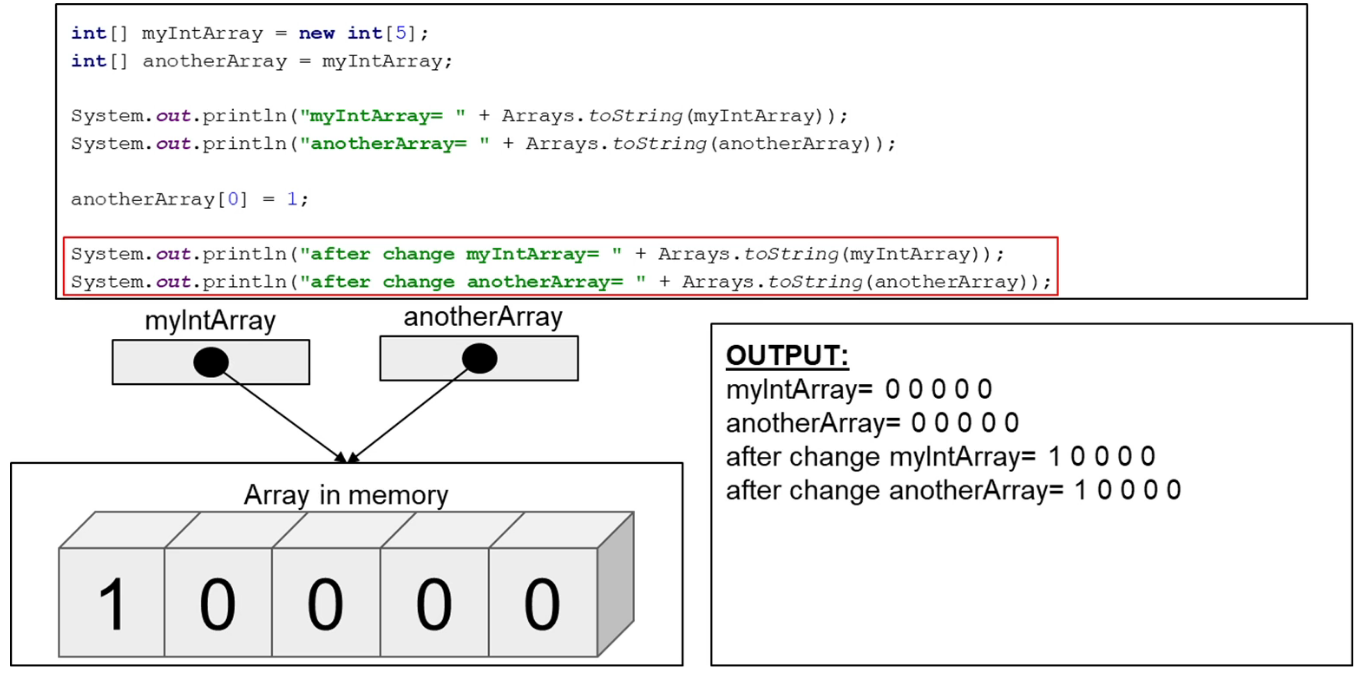 int[] myIntArray = new int[5];
int[] anotherArray = myIntArray;
System.out.println("myIntArray= " + Arrays.toString(myIntArray));
System.out.println("anotherArray= " + Arrays.toString(anotherArray));
anotherArray[0] = 1;
System.out.println("after change myIntArray= " + Arrays.toString(myIntArray));
System.out.println("after change anotherArray= " + Arrays.toString(anotherArray));
myIntArray
anotherArray
Array in memory
1 0 0 0 0
OUTPUT:
myIntArray= 0 0 0 0 0
anotherArray= 0 0 0 0 0
after change myIntArray= 1 0 0 0 0
after change anotherArray= 1 0 0 0 0